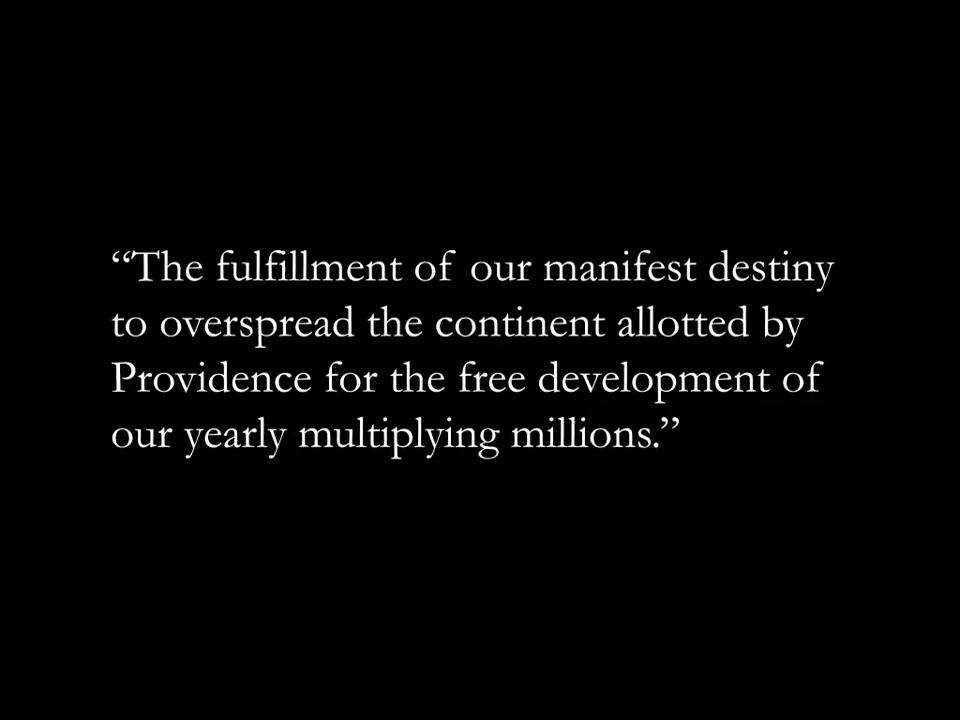 “The fulfillment of our manifest destiny
to overspread the continent allotted by
Providence for the free development of
our yearly multiplying millions.”